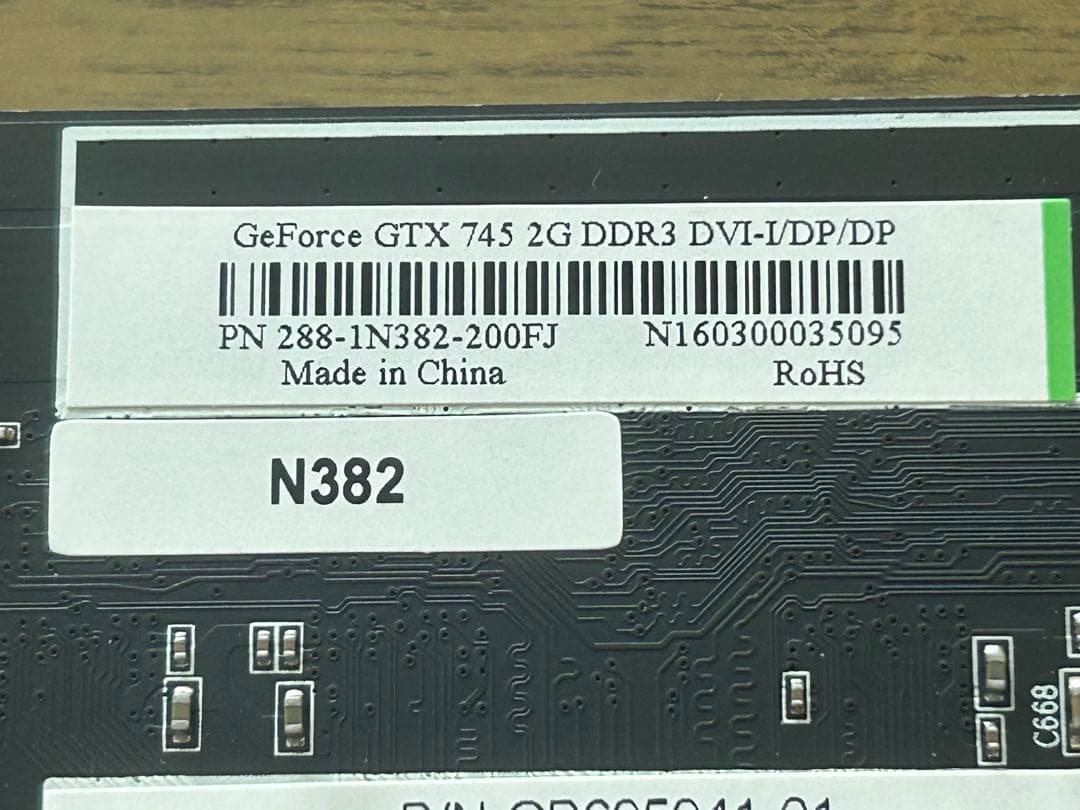 GeForce GTX 745 2G DDR3 DVI-I/DP/DP
PN 288-1N382-200FJ N160300035095
Made in China RoHS
N382
C668